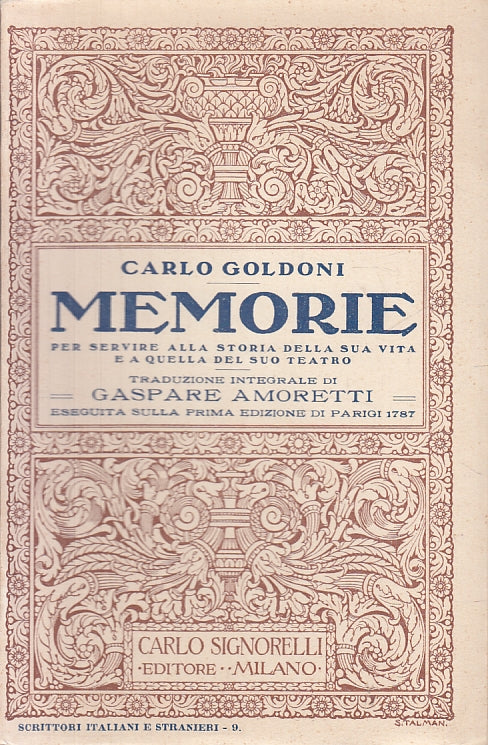 CARLO GOLDONI
MEMORIE
PER SERVIRE ALLA STORIA DELLA SUA VITA
E A QUELLA DEL SUO TEATRO
TRADUZIONE INTEGRALE DI
GASPARE AMORETTI
ESEGUITA SULLA PRIMA EDIZIONE DI PARIGI 1787
CARLO SIGNORELLI
·EDITORE··MILANO·
S.TALMAN.
SCRITTORI ITALIANI E STRANIERI - 9.